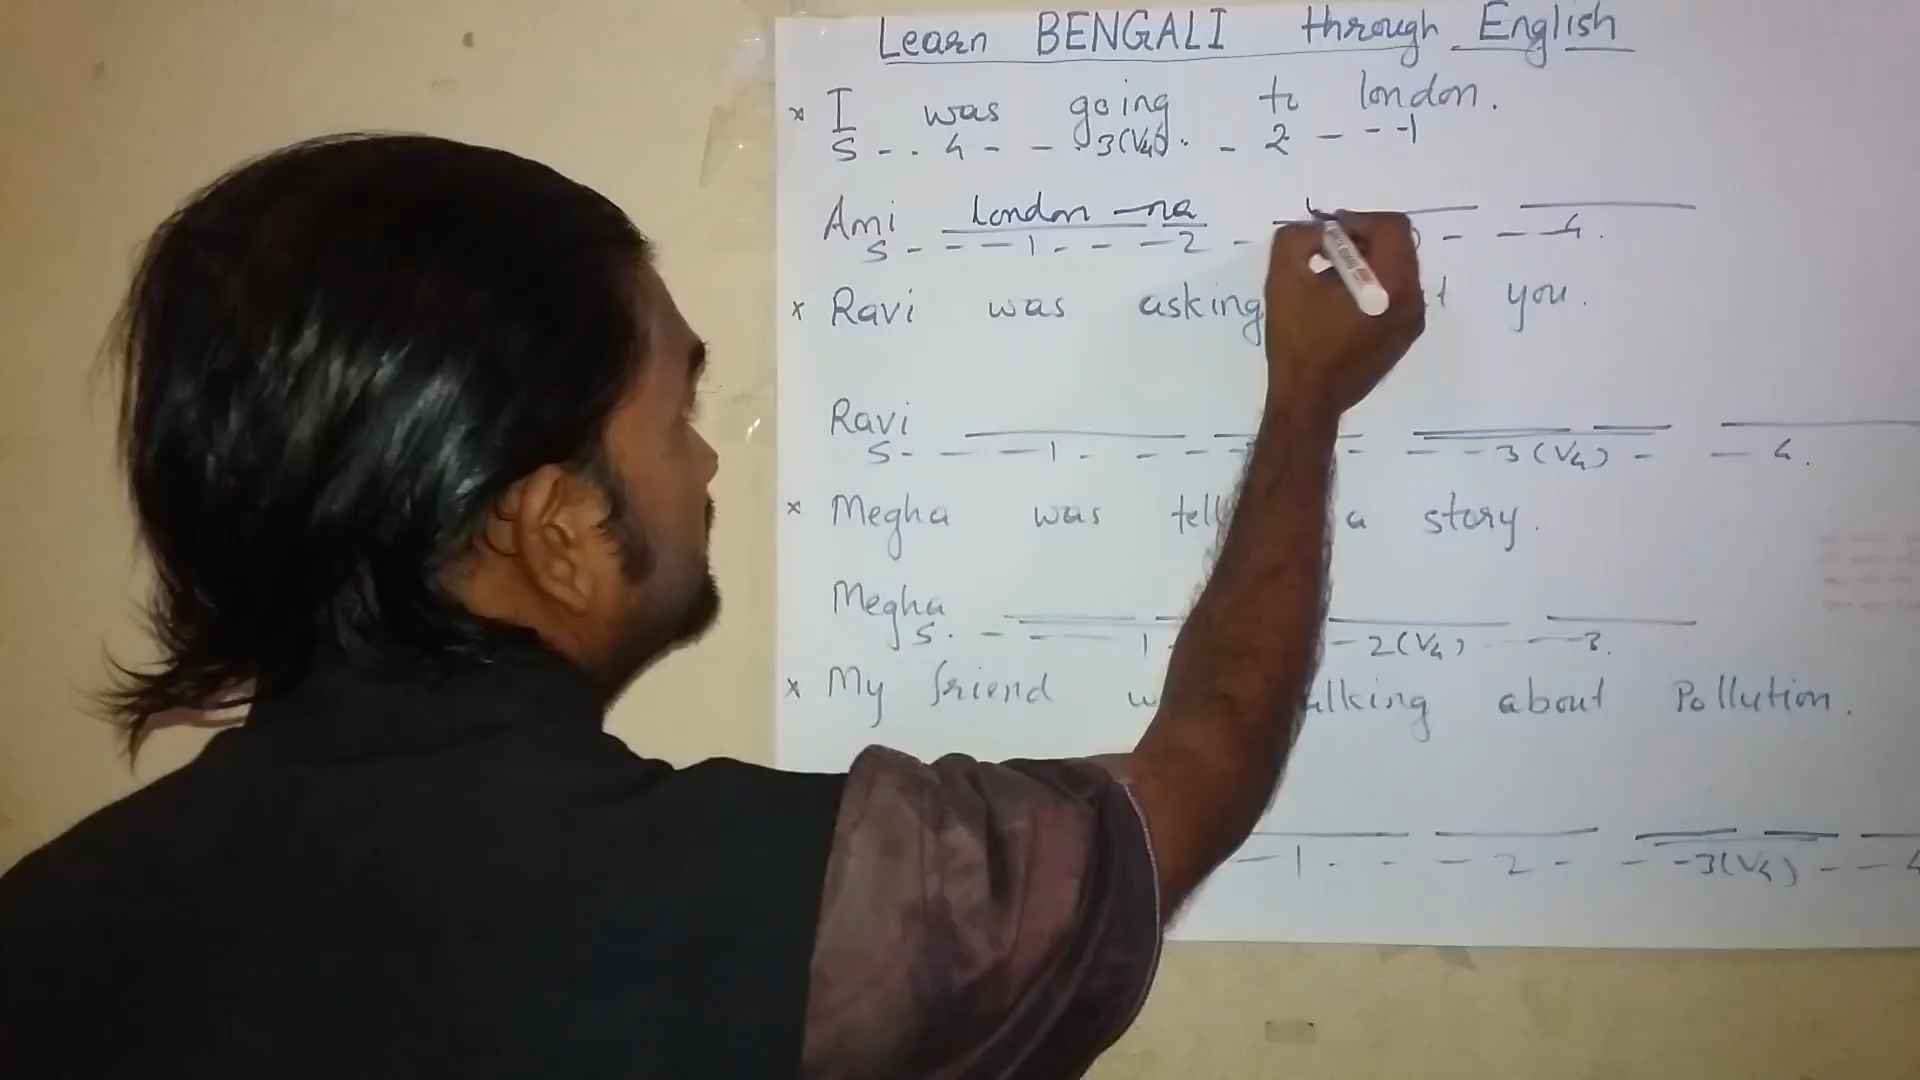 Learn BENGALI through English
* I was going to london.
S - - 4 - - - 3(V4) - - 2 - - - 1
Ami london - na
S - - - 1 - - - 2 - - - 4.
* Ravi was asking you.
Ravi
S - - - 1 - - - - - 3(V4) - - 4.
* Megha was a story.
Megha
S. - - 1 - 2(V4) - 3.
* My friend about Pollution.
- 1 - - - 2 - - - 3(V4) - - 4